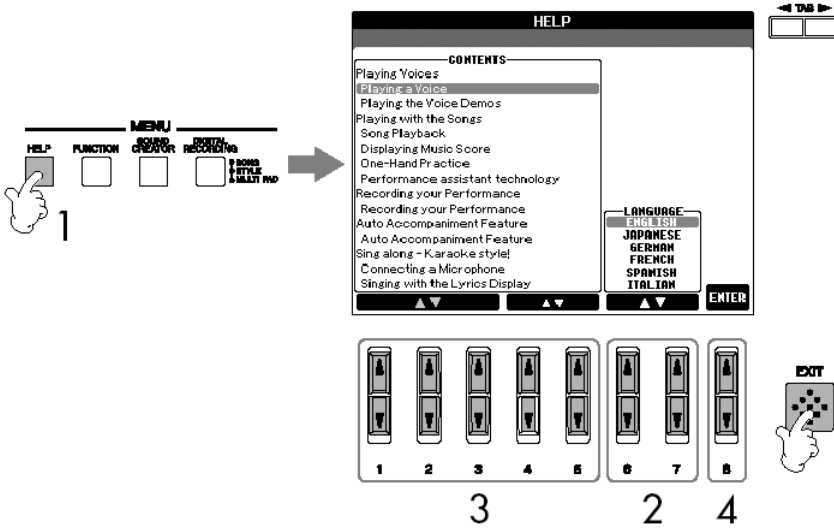 ◄ TAB ►
HELP
CONTENTS
Playing Voices
Playing a Voice
Playing the Voice Demos
Playing with the Songs
Song Playback
Displaying Music Score
One-Hand Practice
Performance assistant technology
Recording your Performance
Recording your Performance
Auto Accompaniment Feature
Auto Accompaniment Feature
Sing along - Karaoke style!
Connecting a Microphone
Singing with the Lyrics Display
LANGUAGE
ENGLISH
JAPANESE
GERMAN
FRENCH
SPANISH
ITALIAN
▲ ▼ ▲ ▼ ▲ ▼ ENTER
MENU
HELP FUNCTION SOUND CREATOR DIGITAL RECORDING
SONG
STYLE
MULTI PAD
1
EXIT
1 2 3 4 5 6 7 8
3 2 4